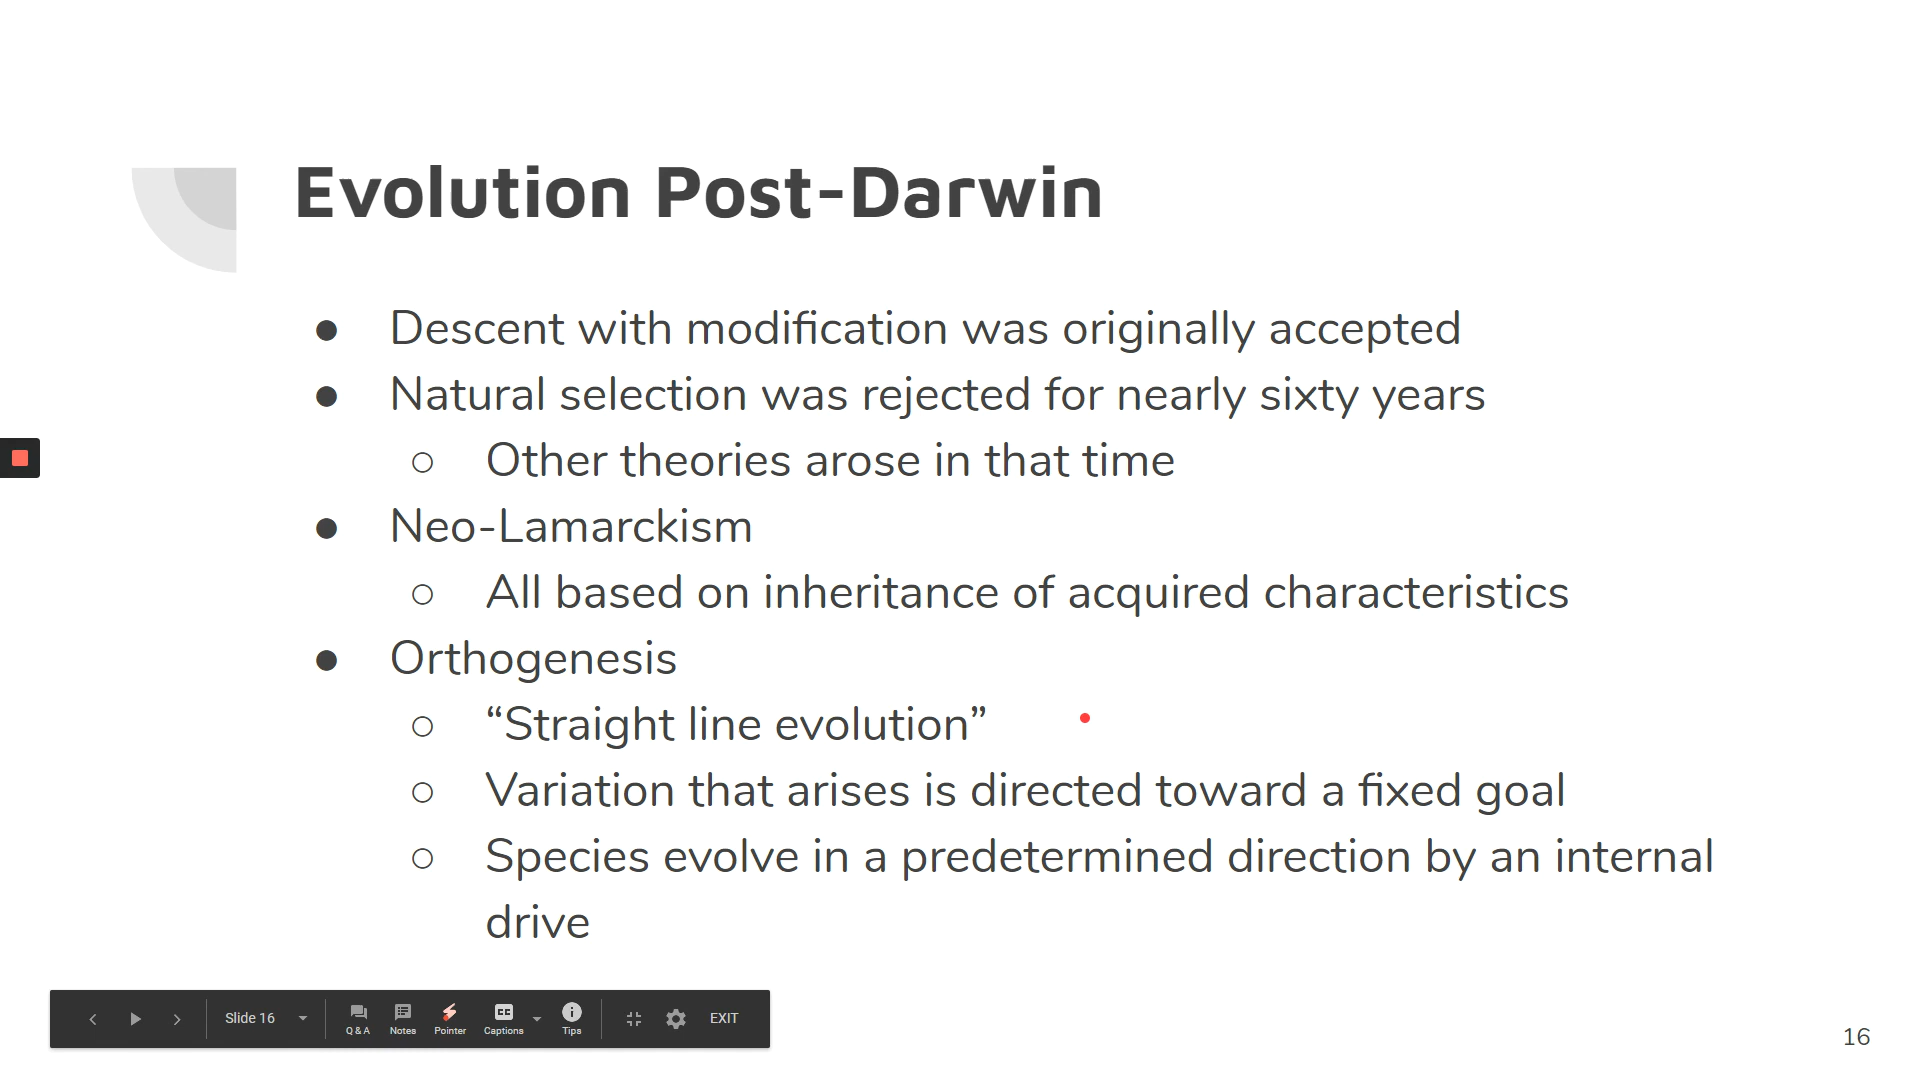 Evolution Post-Darwin
● Descent with modification was originally accepted
● Natural selection was rejected for nearly sixty years
○ Other theories arose in that time
● Neo-Lamarckism
○ All based on inheritance of acquired characteristics
● Orthogenesis
○ “Straight line evolution”
○ Variation that arises is directed toward a fixed goal
○ Species evolve in a predetermined direction by an internal
drive
Slide 16 Q & A Notes Pointer CC Captions Tips EXIT
16